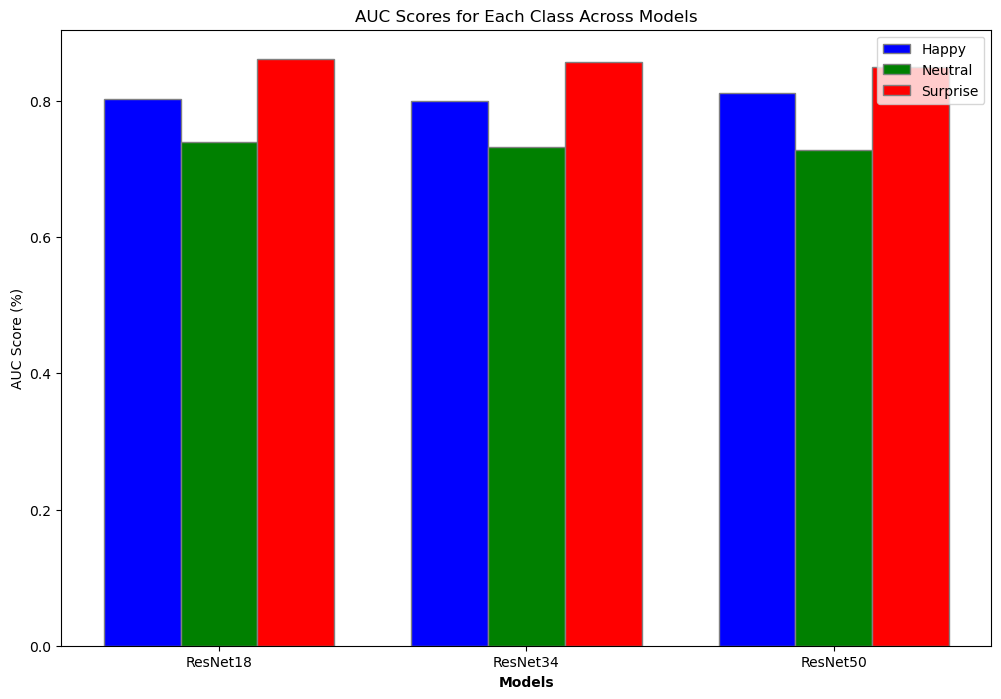 AUC Scores for Each Class Across Models
Happy
Neutral
Surprise
AUC Score (%)
0.8
0.6
0.4
0.2
0.0
ResNet18
ResNet34
ResNet50
Models